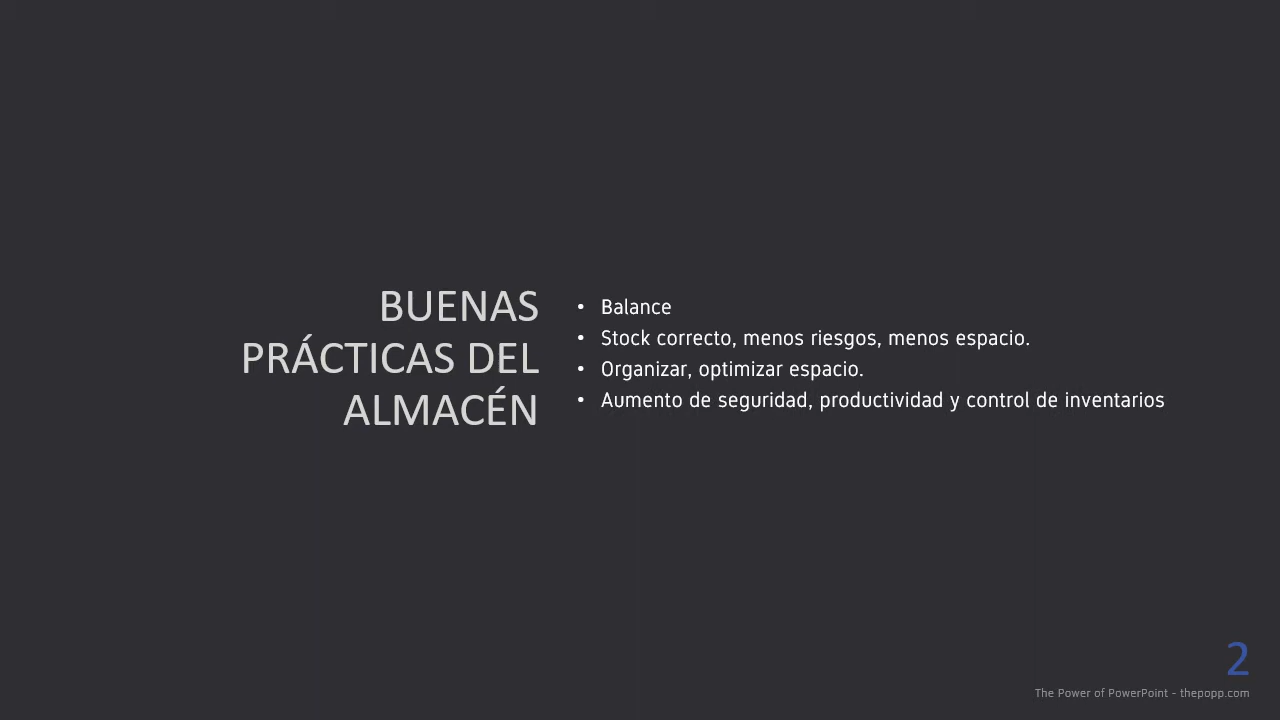 BUENAS
PRÁCTICAS DEL
ALMACÉN
• Balance
• Stock correcto, menos riesgos, menos espacio.
• Organizar, optimizar espacio.
• Aumento de seguridad, productividad y control de inventarios
2
The Power of PowerPoint - thepopp.com